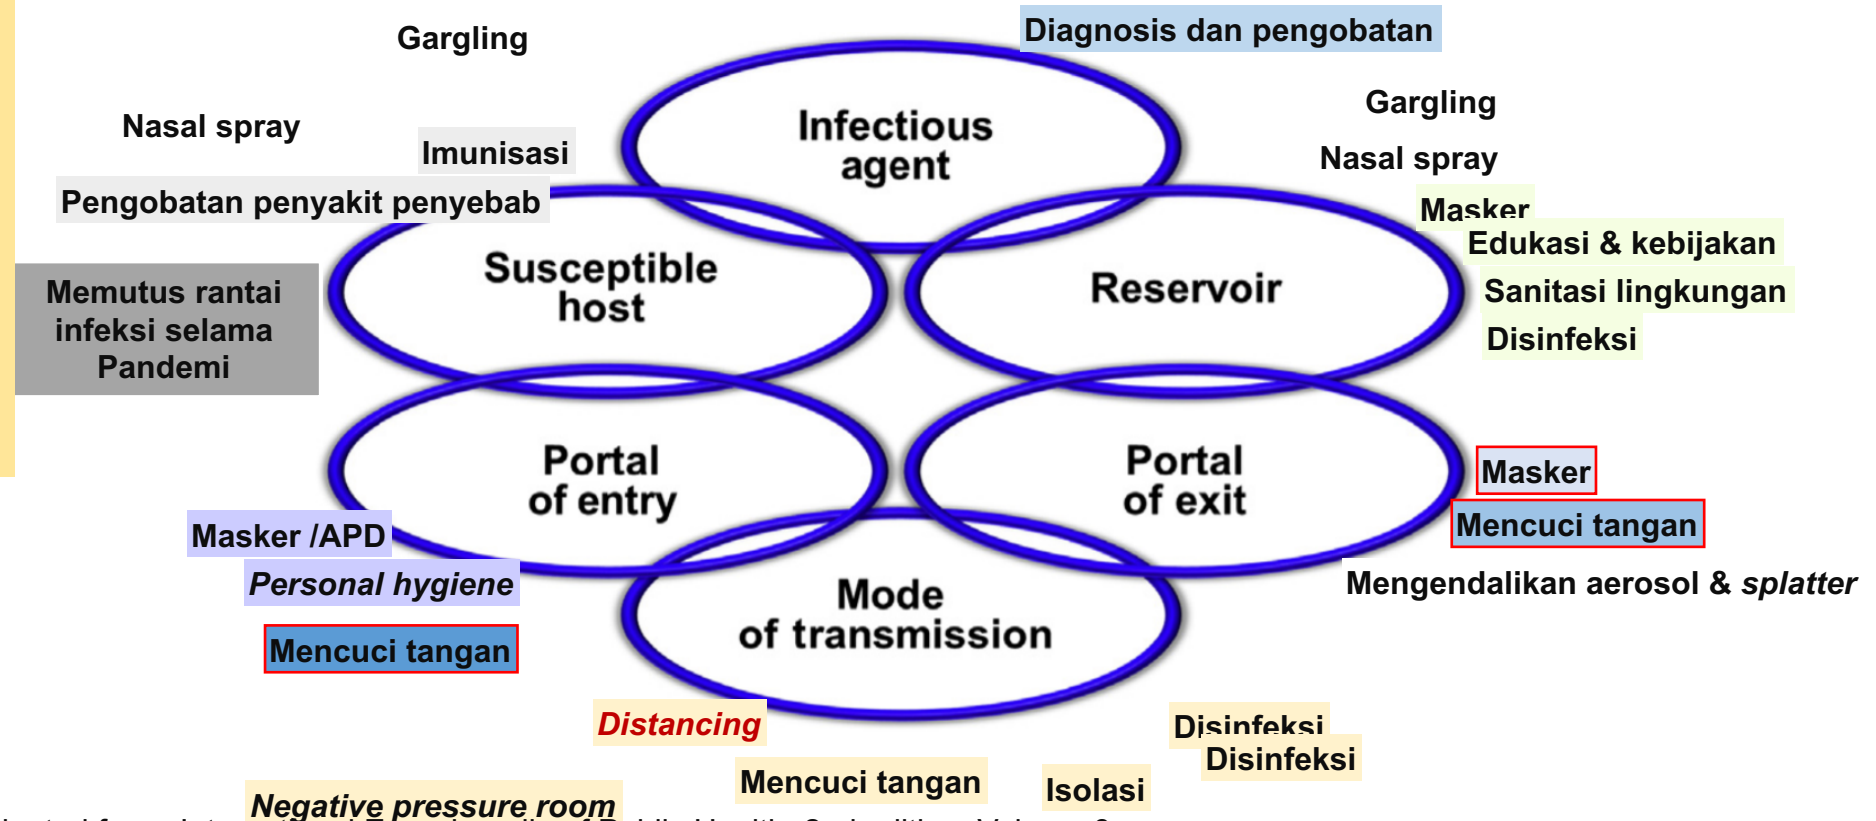 Gargling
Diagnosis dan pengobatan
Nasal spray
Imunisasi
Pengobatan penyakit penyebab
Infectious
agent
Gargling
Nasal spray
Masker
Edukasi & kebijakan
Sanitasi lingkungan
Disinfeksi
Susceptible
host
Reservoir
Memutus rantai
infeksi selama
Pandemi
Portal
of entry
Portal
of exit
Masker
Mencuci tangan
Mengendalikan aerosol & splatter
Masker /APD
Personal hygiene
Mencuci tangan
Mode
of transmission
Distancing
Disinfeksi
Disinfeksi
Mencuci tangan
Isolasi
Negative pressure room